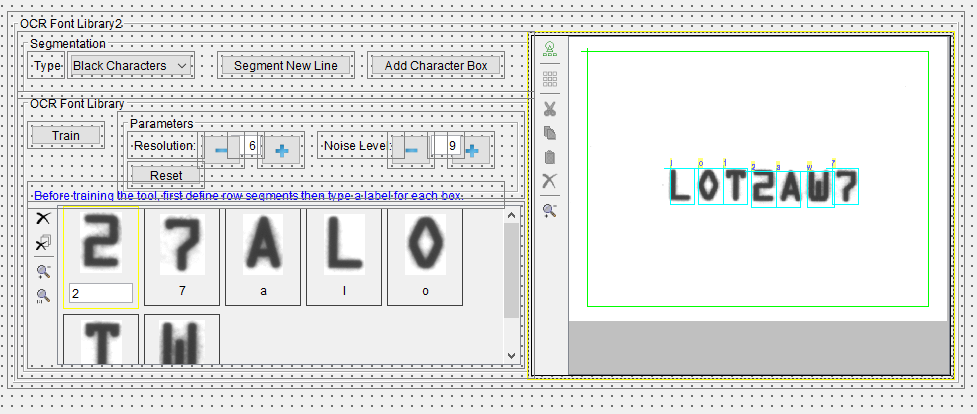 OCR Font Library2
Segmentation
Type Black Characters Segment New Line Add Character Box
OCR Font Library
Train
Parameters
Resolution: 6 Noise Level: 9
Reset
Before training the tool, first define row segments then type a label for each box.
2 7 A L O
2 7 a l o
T W
l o t 2 a w 7
LOT2AW7